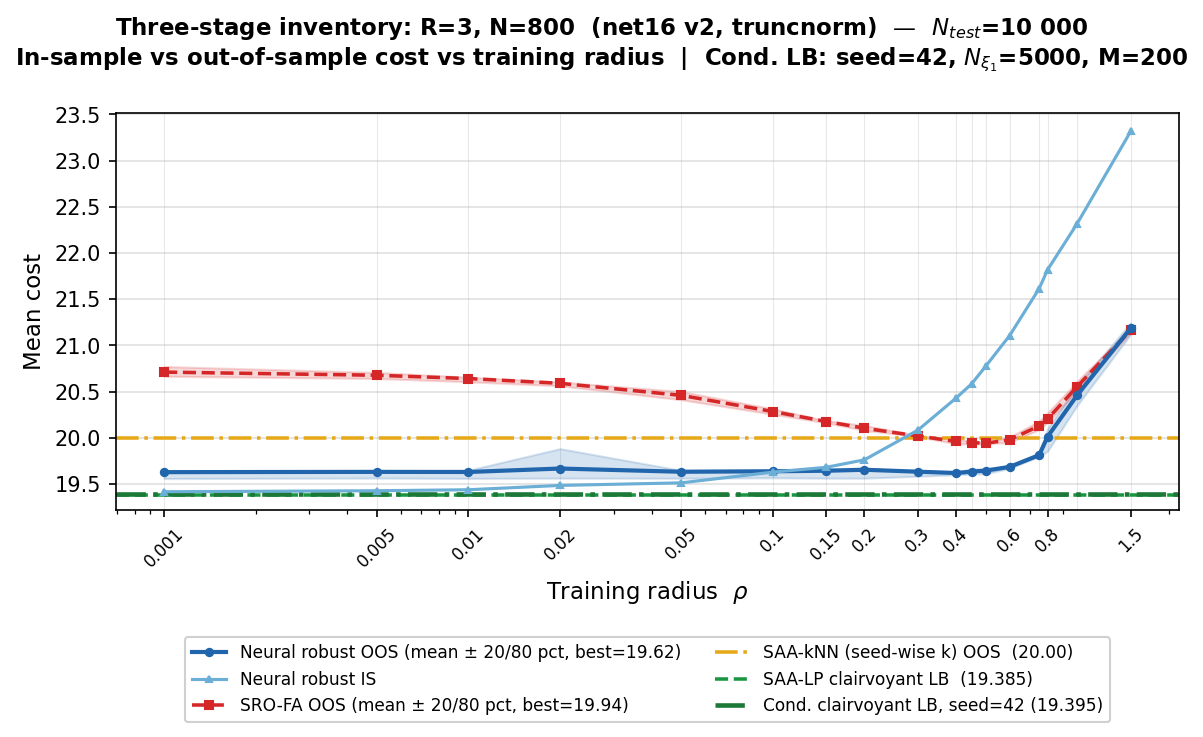 Three-stage inventory: R=3, N=800 (net16 v2, truncnorm) — N_test=10 000
In-sample vs out-of-sample cost vs training radius | Cond. LB: seed=42, N_ξ₁=5000, M=200
Mean cost
23.5
23.0
22.5
22.0
21.5
21.0
20.5
20.0
19.5
0.001
0.005
0.01
0.02
0.05
0.1
0.15
0.2
0.3
0.4
0.6
0.8
1.5
Training radius ρ
Neural robust OOS (mean ± 20/80 pct, best=19.62)
Neural robust IS
SRO-FA OOS (mean ± 20/80 pct, best=19.94)
SAA-kNN (seed-wise k) OOS (20.00)
SAA-LP clairvoyant LB (19.385)
Cond. clairvoyant LB, seed=42 (19.395)